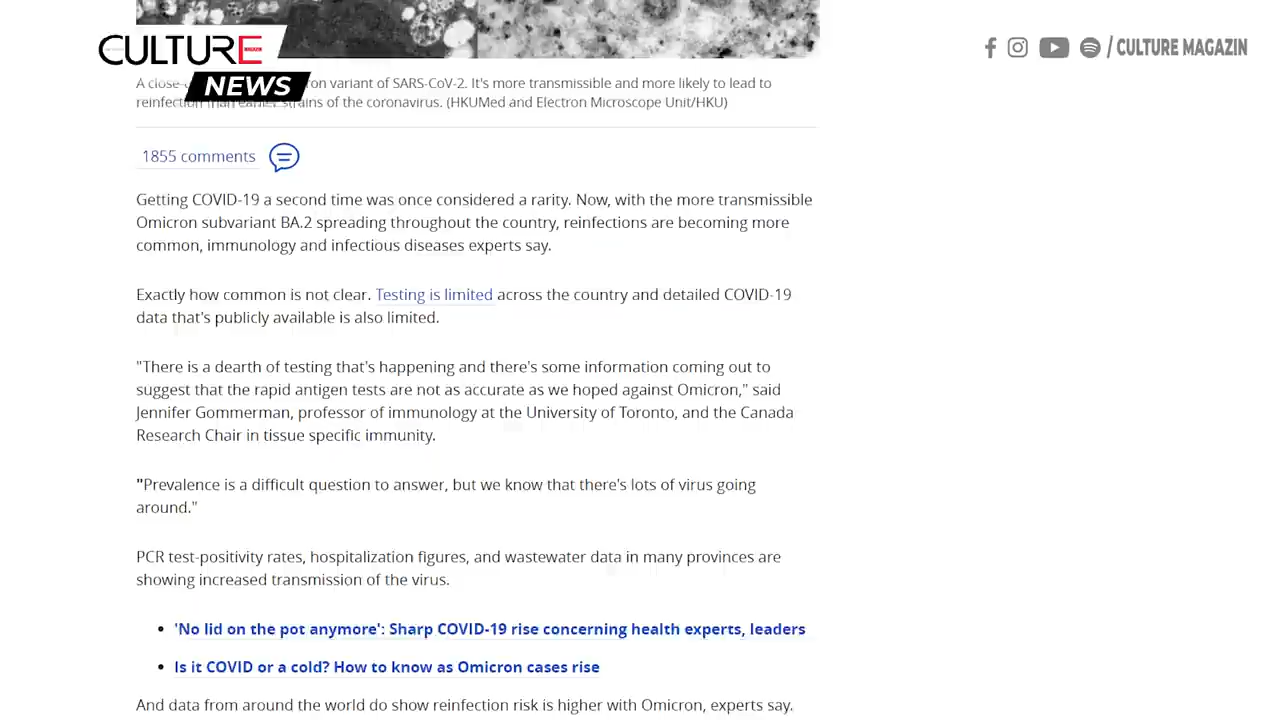 CULTURE
NEWS
/ CULTURE MAGAZIN
A close- ron variant of SARS-CoV-2. It's more transmissible and more likely to lead to
reinfection than earlier strains of the coronavirus. (HKUMed and Electron Microscope Unit/HKU)
1855 comments
Getting COVID-19 a second time was once considered a rarity. Now, with the more transmissible
Omicron subvariant BA.2 spreading throughout the country, reinfections are becoming more
common, immunology and infectious diseases experts say.
Exactly how common is not clear. Testing is limited across the country and detailed COVID-19
data that's publicly available is also limited.
"There is a dearth of testing that's happening and there's some information coming out to
suggest that the rapid antigen tests are not as accurate as we hoped against Omicron," said
Jennifer Gommerman, professor of immunology at the University of Toronto, and the Canada
Research Chair in tissue specific immunity.
"Prevalence is a difficult question to answer, but we know that there's lots of virus going
around."
PCR test-positivity rates, hospitalization figures, and wastewater data in many provinces are
showing increased transmission of the virus.
• 'No lid on the pot anymore': Sharp COVID-19 rise concerning health experts, leaders
• Is it COVID or a cold? How to know as Omicron cases rise
And data from around the world do show reinfection risk is higher with Omicron, experts say.